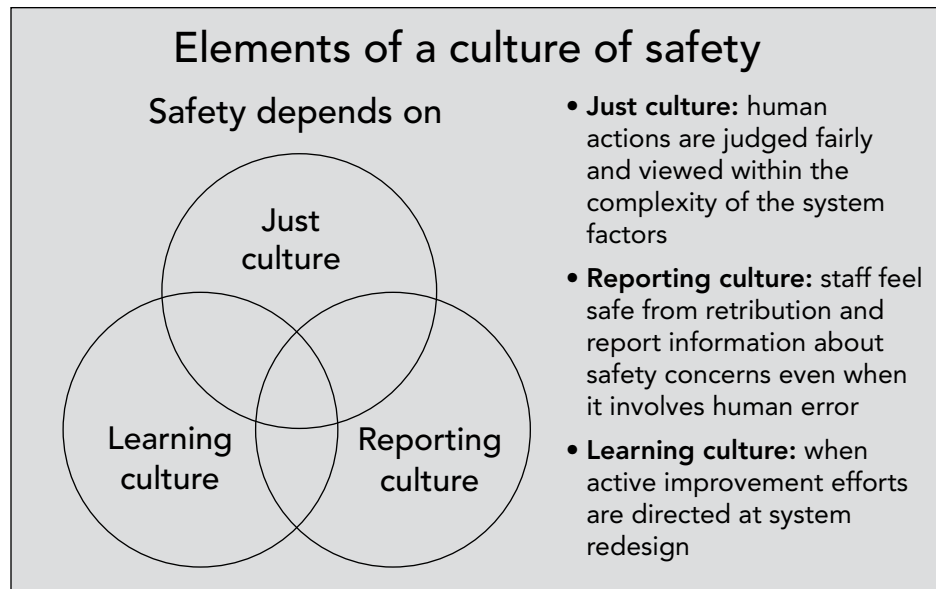 Elements of a culture of safety
Safety depends on
Just
culture
Learning
culture
Reporting
culture
• Just culture: human
actions are judged fairly
and viewed within the
complexity of the system
factors
• Reporting culture: staff feel
safe from retribution and
report information about
safety concerns even when
it involves human error
• Learning culture: when
active improvement efforts
are directed at system
redesign